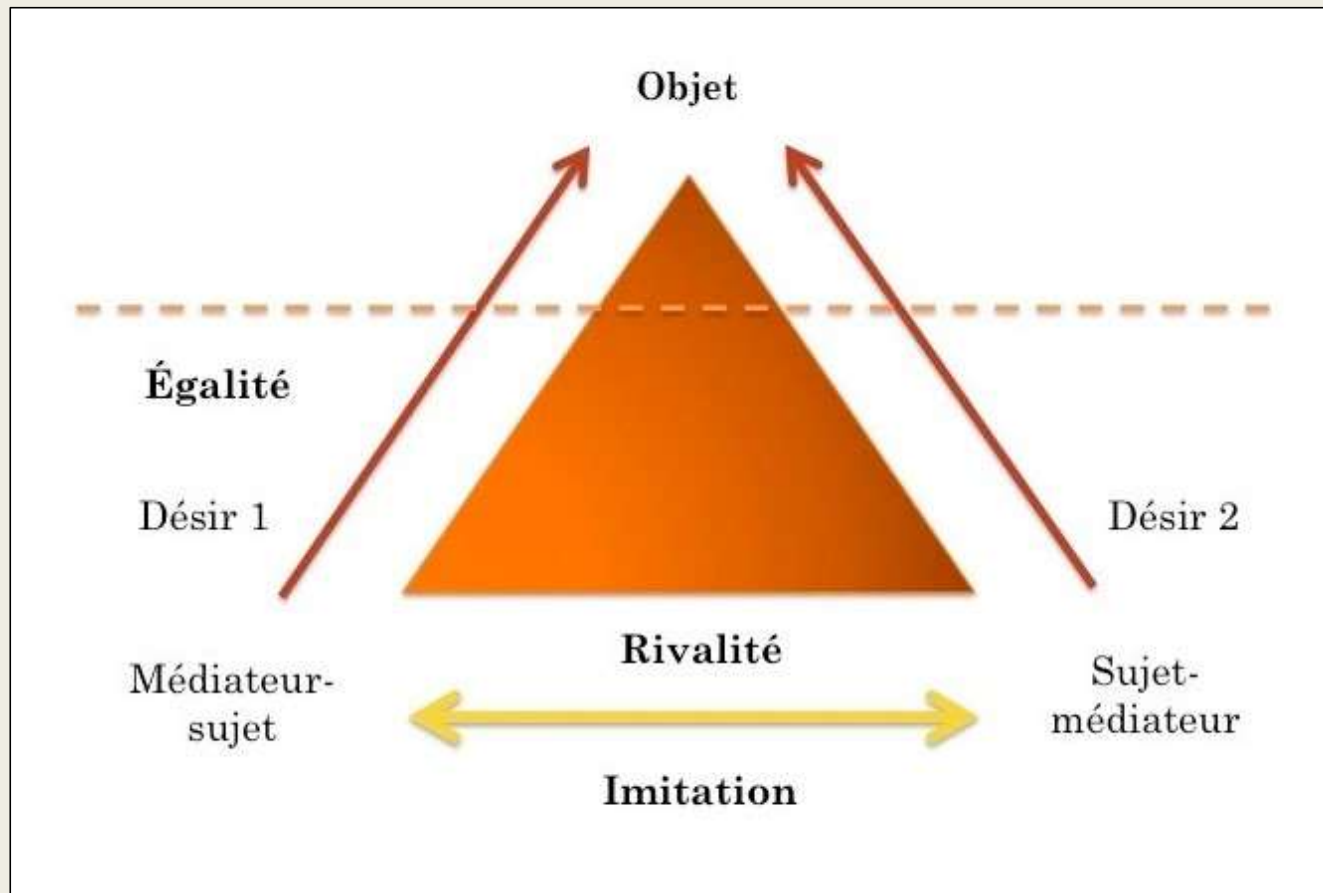 Objet
Égalité
Désir 1
Désir 2
Rivalité
Médiateur-
sujet
Sujet-
médiateur
Imitation